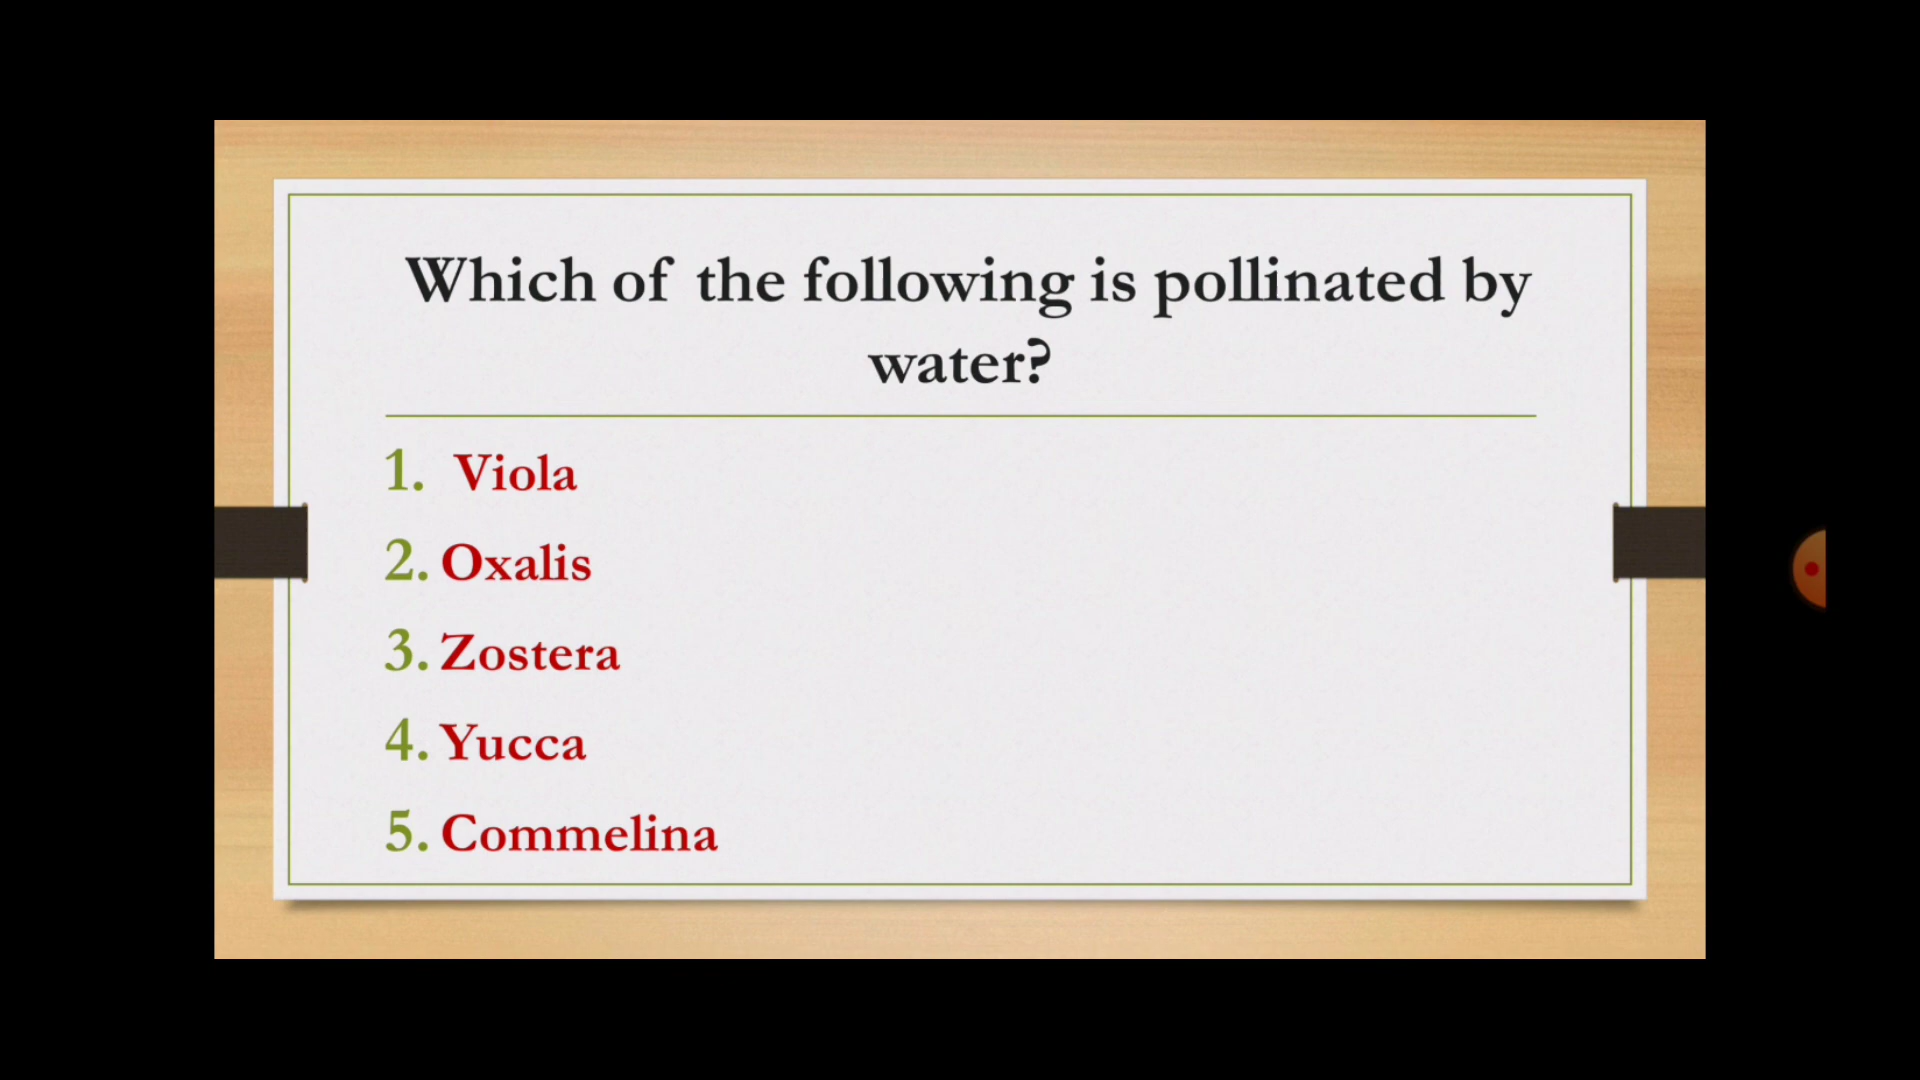 Which of the following is pollinated by
water?
1. Viola
2. Oxalis
3. Zostera
4. Yucca
5. Commelina